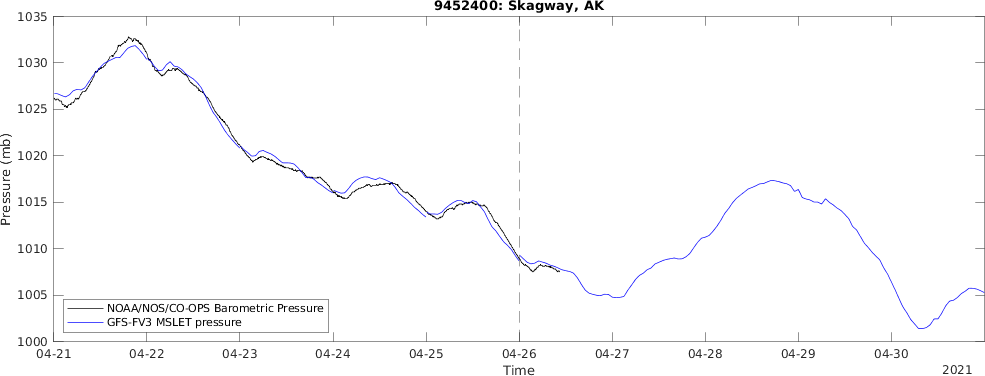 9452400: Skagway, AK
Pressure (mb)
1035
1030
1025
1020
1015
1010
1005
1000
NOAA/NOS/CO-OPS Barometric Pressure
GFS-FV3 MSLET pressure
04-21 04-22 04-23 04-24 04-25 04-26 04-27 04-28 04-29 04-30
Time
2021